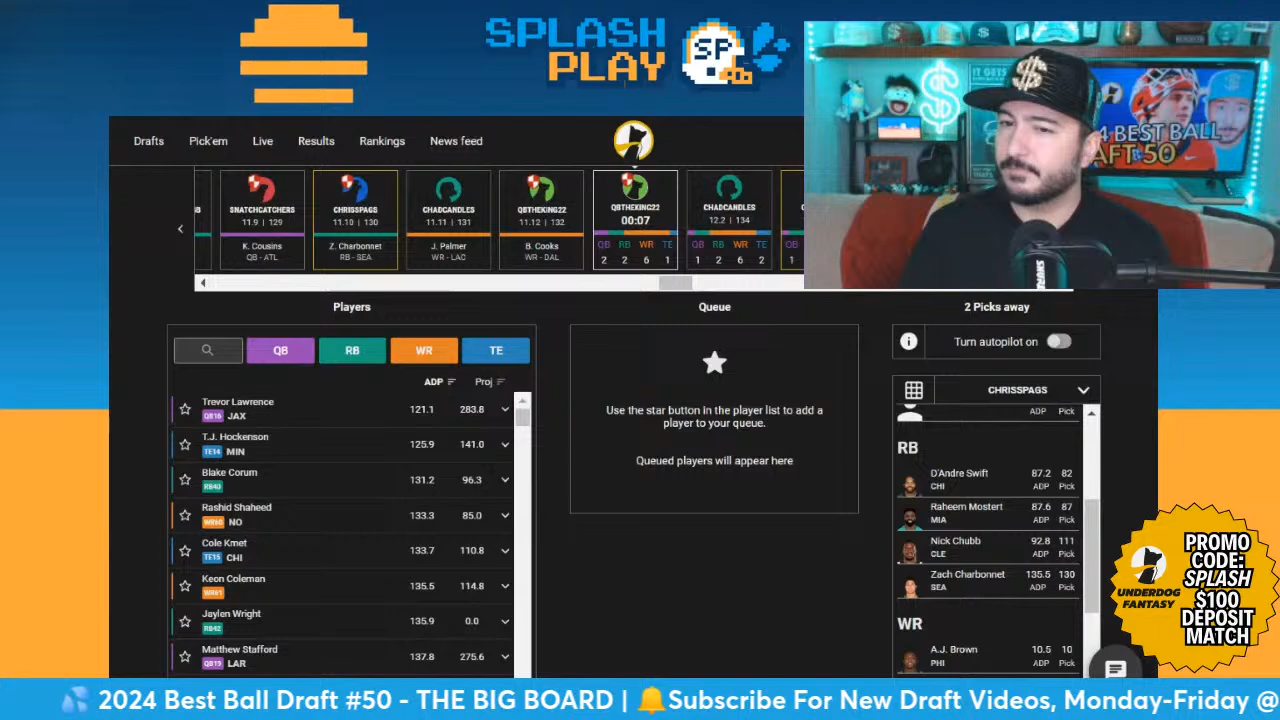 SPLASH
PLAY
SP
IT GETS
4 BEST BALL
AFT 50
Drafts
Pick'em
Live
Results
Rankings
News feed
SNATCHCATCHERS
11.9 | 129
K. Cousins
QB - ATL
CHRISSPAGS
11.10 | 130
Z. Charbonnet
RB - SEA
CHADCANDLES
11.11 | 131
J. Palmer
WR - LAC
QBTHEKING22
11.12 | 132
B. Cooks
WR - DAL
QBTHEKING22
00:07
QB RB WR TE
2 2 6 1
CHADCANDLES
12.2 | 134
QB RB WR TE
1 2 6 2
QB
1
Players
Queue
2 Picks away
QB
RB
WR
TE
ADP
Proj
Trevor Lawrence
QB16 JAX
121.1 283.8
T.J. Hockenson
TE14 MIN
125.9 141.0
Blake Corum
RB40
131.2 96.3
Rashid Shaheed
WR60 NO
133.3 85.0
Cole Kmet
TE15 CHI
133.7 110.8
Keon Coleman
WR61
135.5 114.8
Jaylen Wright
RB42
135.9 0.0
Matthew Stafford
QB19 LAR
137.8 275.6
Use the star button in the player list to add a
player to your queue.
Queued players will appear here
Turn autopilot on
CHRISSPAGS
ADP Pick
RB
D'Andre Swift 87.2 82
CHI ADP Pick
Raheem Mostert 87.6 87
MIA ADP Pick
Nick Chubb 92.8 111
CLE ADP Pick
Zach Charbonnet 135.5 130
SEA ADP Pick
WR
A.J. Brown 10.5 10
PHI ADP Pick
UNDERDOG
FANTASY
PROMO
CODE:
SPLASH
$100
DEPOSIT
MATCH
2024 Best Ball Draft #50 - THE BIG BOARD | 🔔Subscribe For New Draft Videos, Monday-Friday @